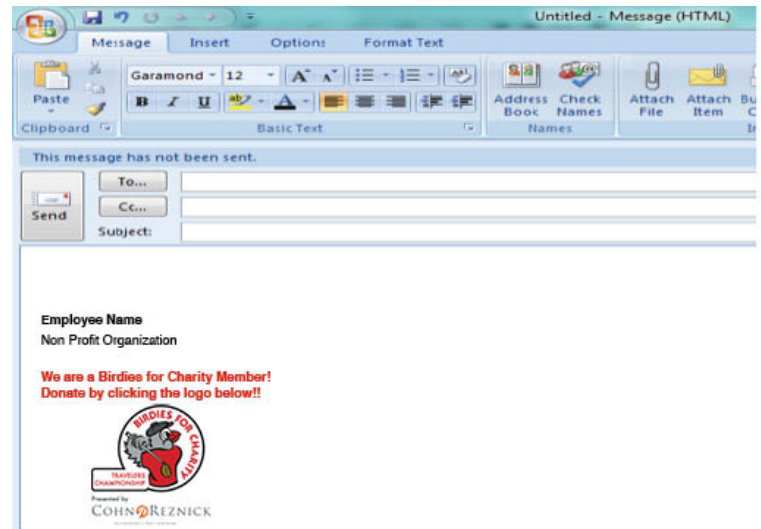 Untitled - Message (HTML)
Message Insert Options Format Text
Paste
Clipboard
Garamond 12
A A
B I U ab A
Basic Text
Address Book
Check Names
Names
Attach File
Attach Item
This message has not been sent.
Send
To...
Cc...
Subject:
Employee Name
Non Profit Organization
We are a Birdies for Charity Member!
Donate by clicking the logo below!!
BIRDIES FOR CHARITY
TRAVELERS
CHAMPIONSHIP
Presented by
COHN REZNICK